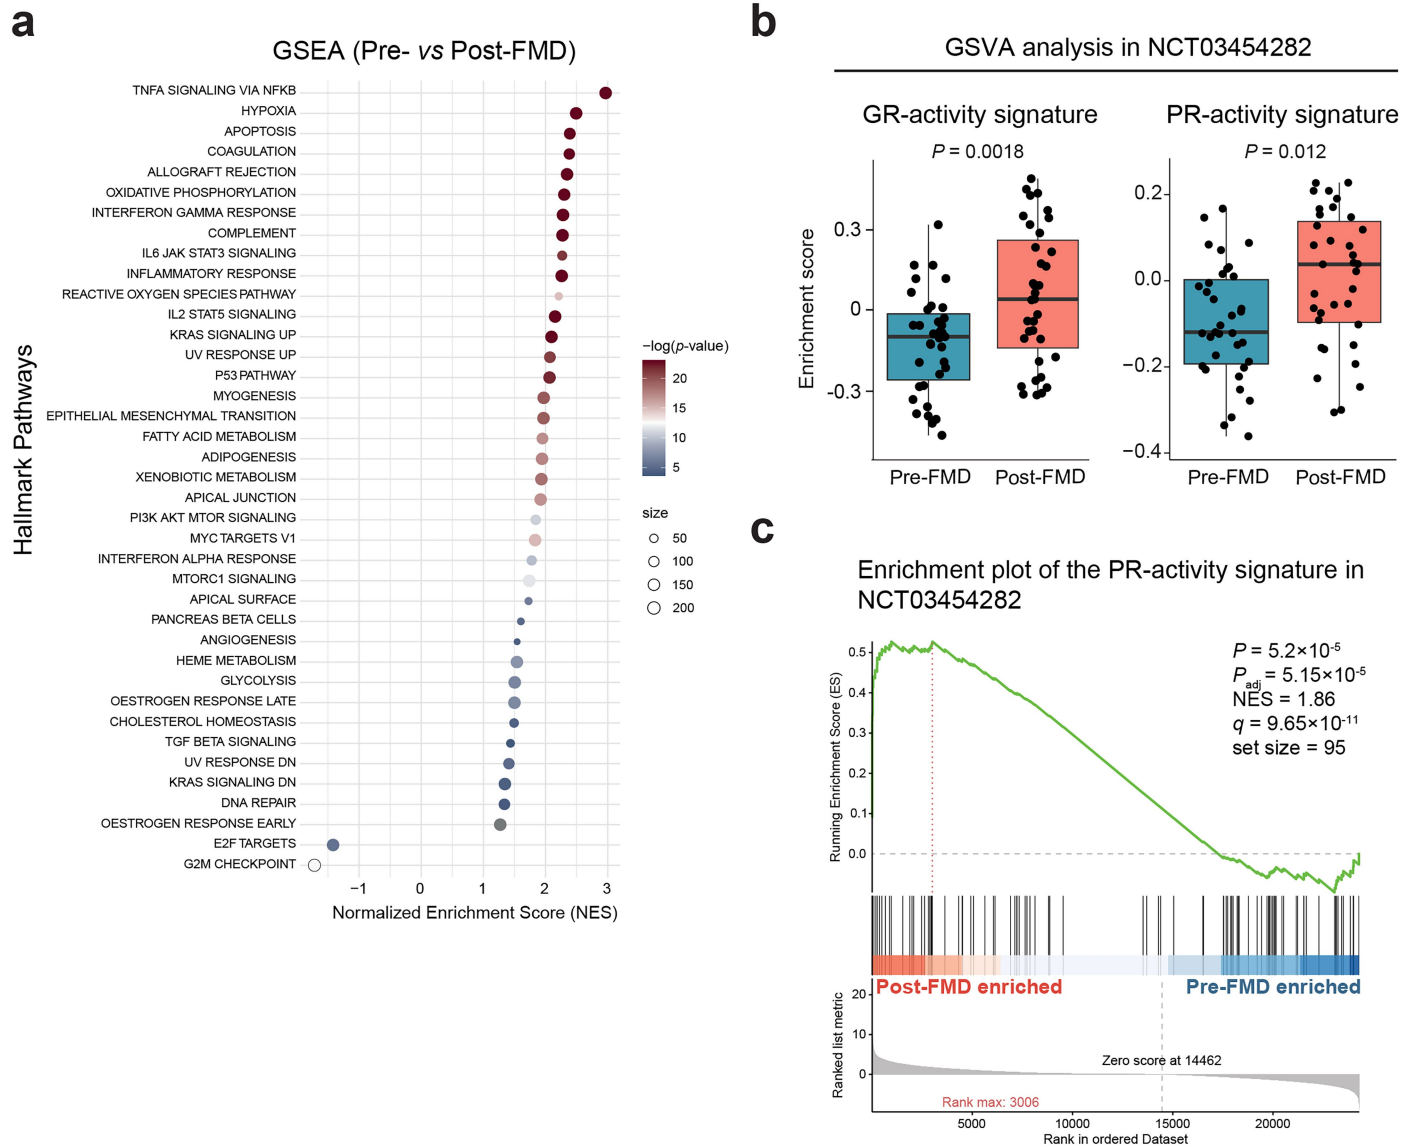 a
GSEA (Pre- vs Post-FMD)
Hallmark Pathways
TNFA SIGNALING VIA NFKB
HYPOXIA
APOPTOSIS
COAGULATION
ALLOGRAFT REJECTION
OXIDATIVE PHOSPHORYLATION
INTERFERON GAMMA RESPONSE
COMPLEMENT
IL6 JAK STAT3 SIGNALING
INFLAMMATORY RESPONSE
REACTIVE OXYGEN SPECIES PATHWAY
IL2 STAT5 SIGNALING
KRAS SIGNALING UP
UV RESPONSE UP
P53 PATHWAY
MYOGENESIS
EPITHELIAL MESENCHYMAL TRANSITION
FATTY ACID METABOLISM
ADIPOGENESIS
XENOBIOTIC METABOLISM
APICAL JUNCTION
PI3K AKT MTOR SIGNALING
MYC TARGETS V1
INTERFERON ALPHA RESPONSE
MTORC1 SIGNALING
APICAL SURFACE
PANCREAS BETA CELLS
ANGIOGENESIS
HEME METABOLISM
GLYCOLYSIS
OESTROGEN RESPONSE LATE
CHOLESTEROL HOMEOSTASIS
TGF BETA SIGNALING
UV RESPONSE DN
KRAS SIGNALING DN
DNA REPAIR
OESTROGEN RESPONSE EARLY
E2F TARGETS
G2M CHECKPOINT
−1 0 1 2 3
Normalized Enrichment Score (NES)
−log(p-value)
20
15
10
5
size
50
100
150
200
b
GSVA analysis in NCT03454282
GR-activity signature
P = 0.0018
Enrichment score
0.3
0
-0.3
Pre-FMD Post-FMD
PR-activity signature
P = 0.012
0.2
0.0
−0.2
−0.4
Pre-FMD Post-FMD
c
Enrichment plot of the PR-activity signature in
NCT03454282
Running Enrichment Score (ES)
0.5
0.4
0.3
0.2
0.1
0.0
P = 5.2×10-5
Padj = 5.15×10-5
NES = 1.86
q = 9.65×10-11
set size = 95
Post-FMD enriched Pre-FMD enriched
Ranked list metric
20
10
0
Zero score at 14462
Rank max: 3006
5000 10000 15000 20000
Rank in ordered Dataset